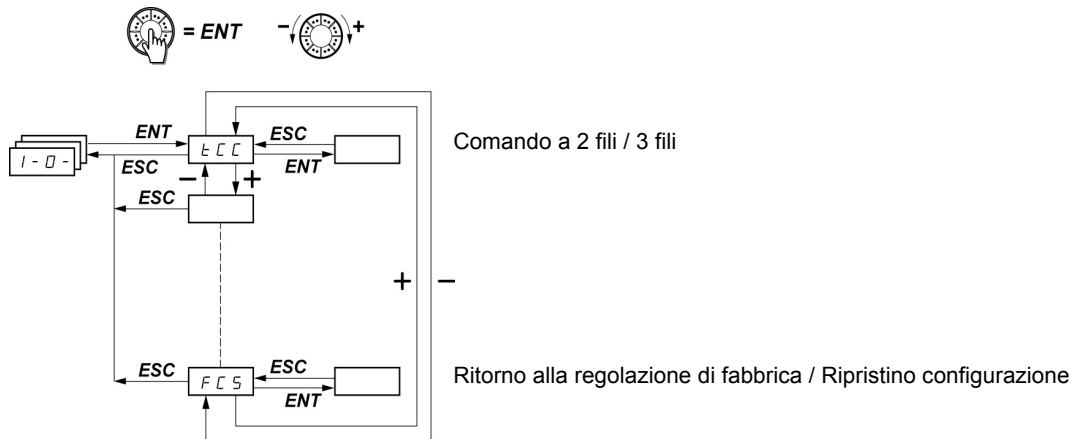 = ENT - +
ENT ESC
tCC Comando a 2 fili / 3 fili
I-O- ESC ENT
- +
ESC
+ -
ESC ESC
FCS Ritorno alla regolazione di fabbrica / Ripristino configurazione
ENT